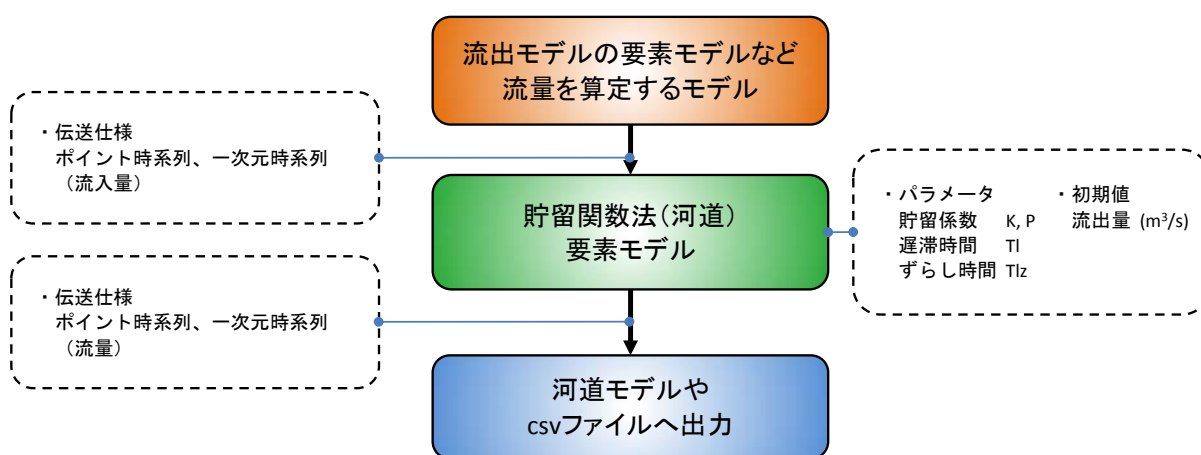 流出モデルの要素モデルなど
流量を算定するモデル
・伝送仕様
ポイント時系列、一次元時系列
（流入量）
貯留関数法（河道）
要素モデル
・パラメータ
貯留係数 K, P
遅滞時間 Tl
ずらし時間 Tlz
・初期値
流出量 (m³/s)
・伝送仕様
ポイント時系列、一次元時系列
（流量）
河道モデルや
csvファイルへ出力